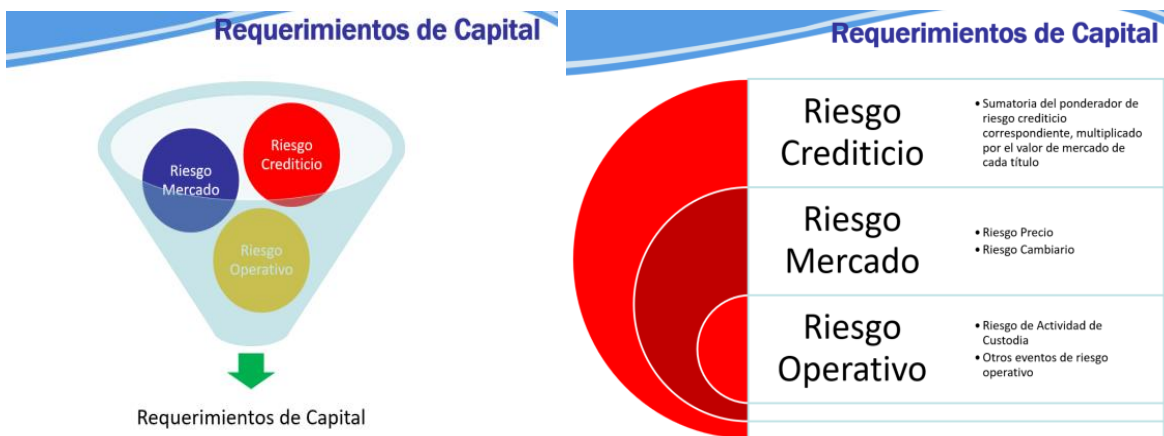 Requerimientos de Capital
Riesgo
Crediticio
Riesgo
Mercado
Riesgo
Operativo
Requerimientos de Capital
Requerimientos de Capital
Riesgo
Crediticio
• Sumatoria del ponderador de
riesgo crediticio
correspondiente, multiplicado
por el valor de mercado de
cada título
Riesgo
Mercado
• Riesgo Precio
• Riesgo Cambiario
Riesgo
Operativo
• Riesgo de Actividad de
Custodia
• Otros eventos de riesgo
operativo